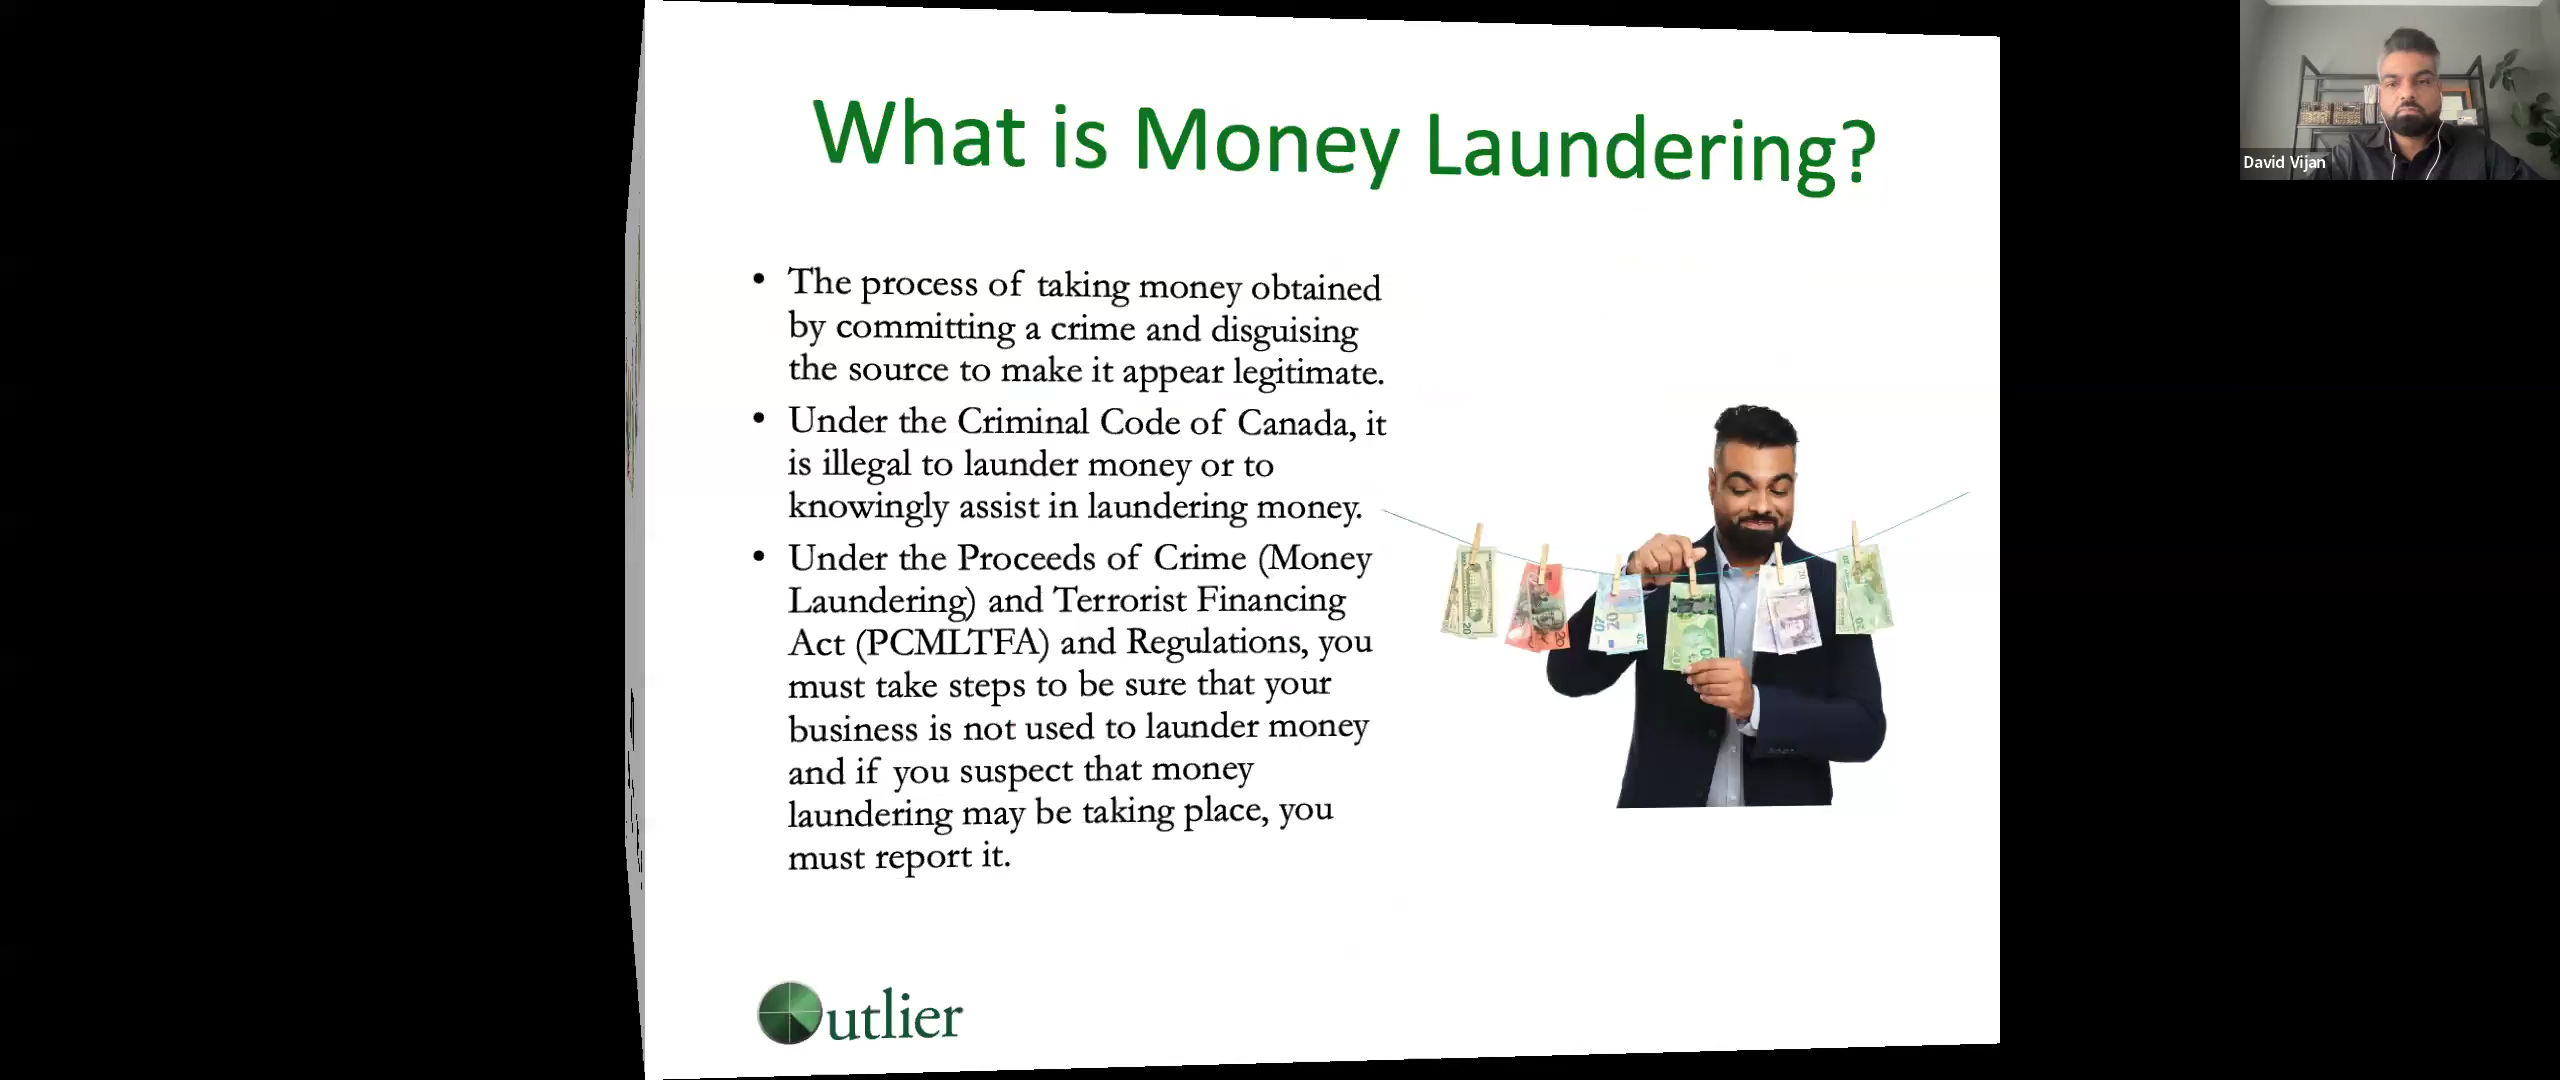 What is Money Laundering?
• The process of taking money obtained
by committing a crime and disguising
the source to make it appear legitimate.
• Under the Criminal Code of Canada, it
is illegal to launder money or to
knowingly assist in laundering money.
• Under the Proceeds of Crime (Money
Laundering) and Terrorist Financing
Act (PCMLTFA) and Regulations, you
must take steps to be sure that your
business is not used to launder money
and if you suspect that money
laundering may be taking place, you
must report it.
Outlier
David Vijan